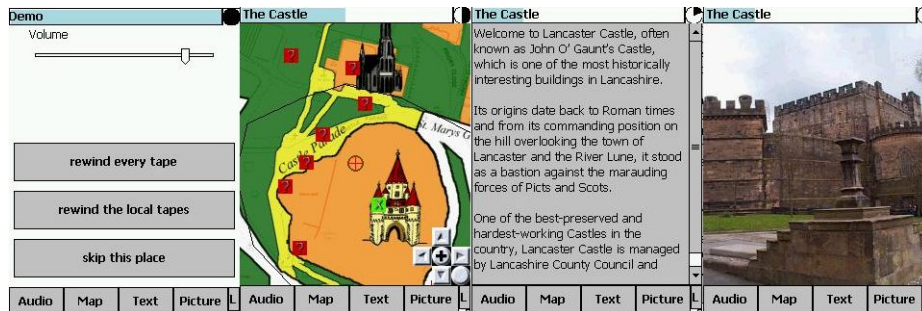 Demo
Volume
rewind every tape
rewind the local tapes
skip this place
Audio Map Text Picture L
The Castle
?
?
?
?
?
?
?
Castle Parade
St. Marys G
Audio Map Text Picture L
The Castle
Welcome to Lancaster Castle, often
known as John O' Gaunt's Castle,
which is one of the most historically
interesting buildings in Lancashire.
Its origins date back to Roman times
and from its commanding position on
the hill overlooking the town of
Lancaster and the River Lune, it stood
as a bastion against the marauding
forces of Picts and Scots.
One of the best-preserved and
hardest-working Castles in the
country, Lancaster Castle is managed
by Lancashire County Council and
Audio Map Text Picture L
The Castle
Audio Map Text Picture